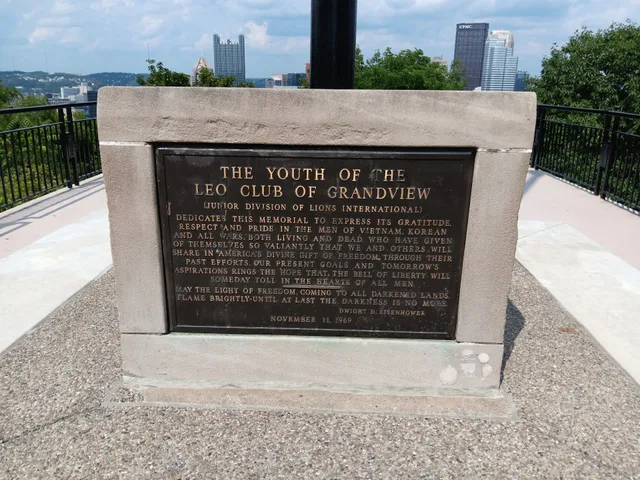 THE YOUTH OF THE
LEO CLUB OF GRANDVIEW
(JUNIOR DIVISION OF LIONS INTERNATIONAL)
DEDICATES THIS MEMORIAL TO EXPRESS ITS GRATITUDE,
RESPECT AND PRIDE IN THE MEN OF VIETNAM, KOREAN
AND ALL WARS, BOTH LIVING AND DEAD, WHO HAVE GIVEN
OF THEMSELVES SO VALIANTLY THAT WE AND OTHERS WILL
SHARE IN AMERICA'S DIVINE GIFT OF FREEDOM, THROUGH THEIR
PAST EFFORTS, OUR PRESENT GOALS AND TOMORROW'S
ASPIRATIONS RINGS THE HOPE THAT, THE BELL OF LIBERTY WILL
SOMEDAY TOLL IN THE HEARTS OF ALL MEN.
MAY THE LIGHT OF FREEDOM, COMING TO ALL DARKENED LANDS,
FLAME BRIGHTLY-UNTIL AT LAST THE DARKNESS IS NO MORE.
DWIGHT D. EISENHOWER
NOVEMBER 11, 1969
PNC